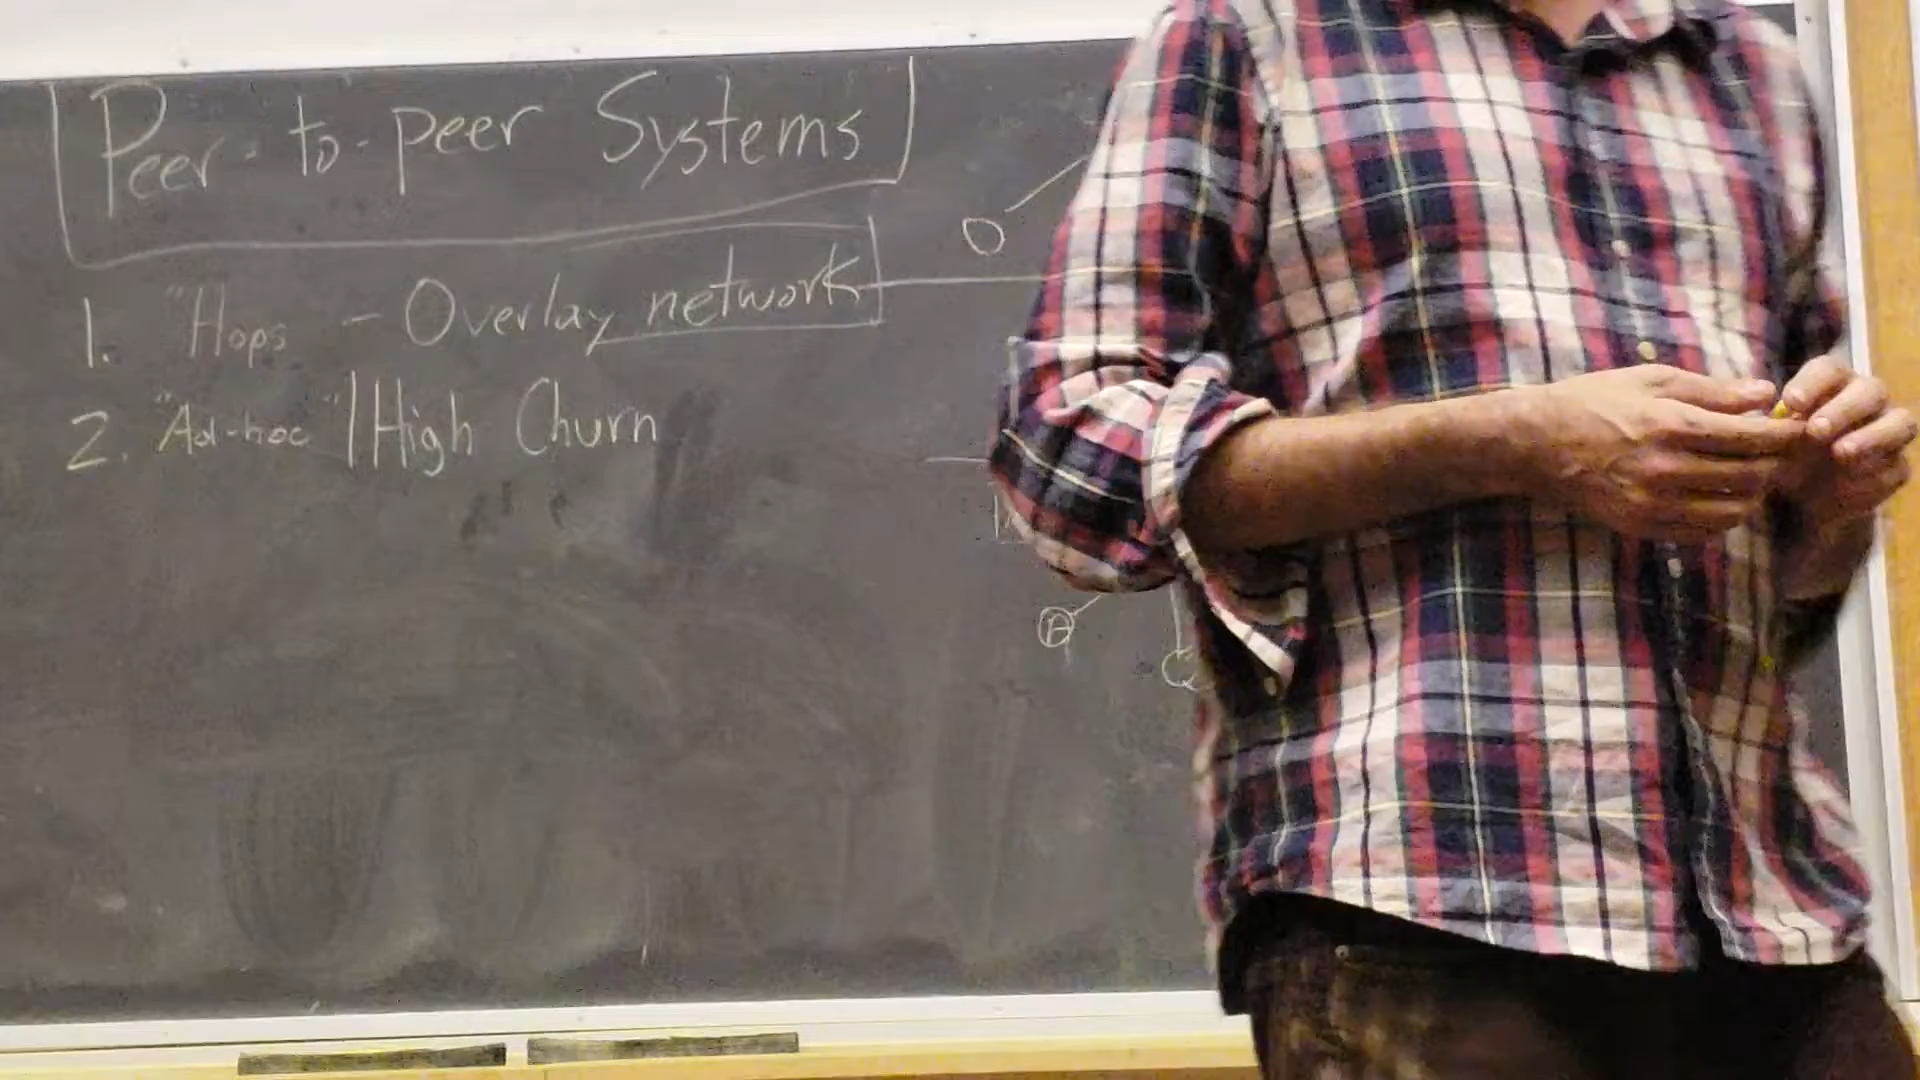 Peer-to-peer Systems
1. "Hops - Overlay network
2. "Ad-hoc" / High Churn
A